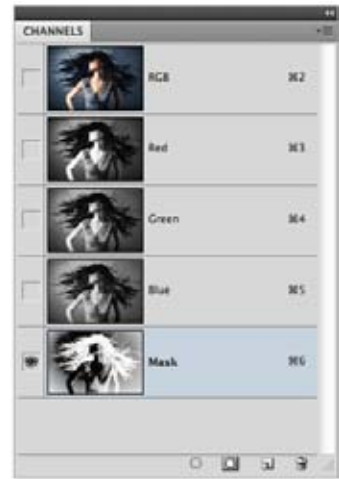 CHANNELS
RGB ⌘2
Red ⌘3
Green ⌘4
Blue ⌘5
Mask ⌘6